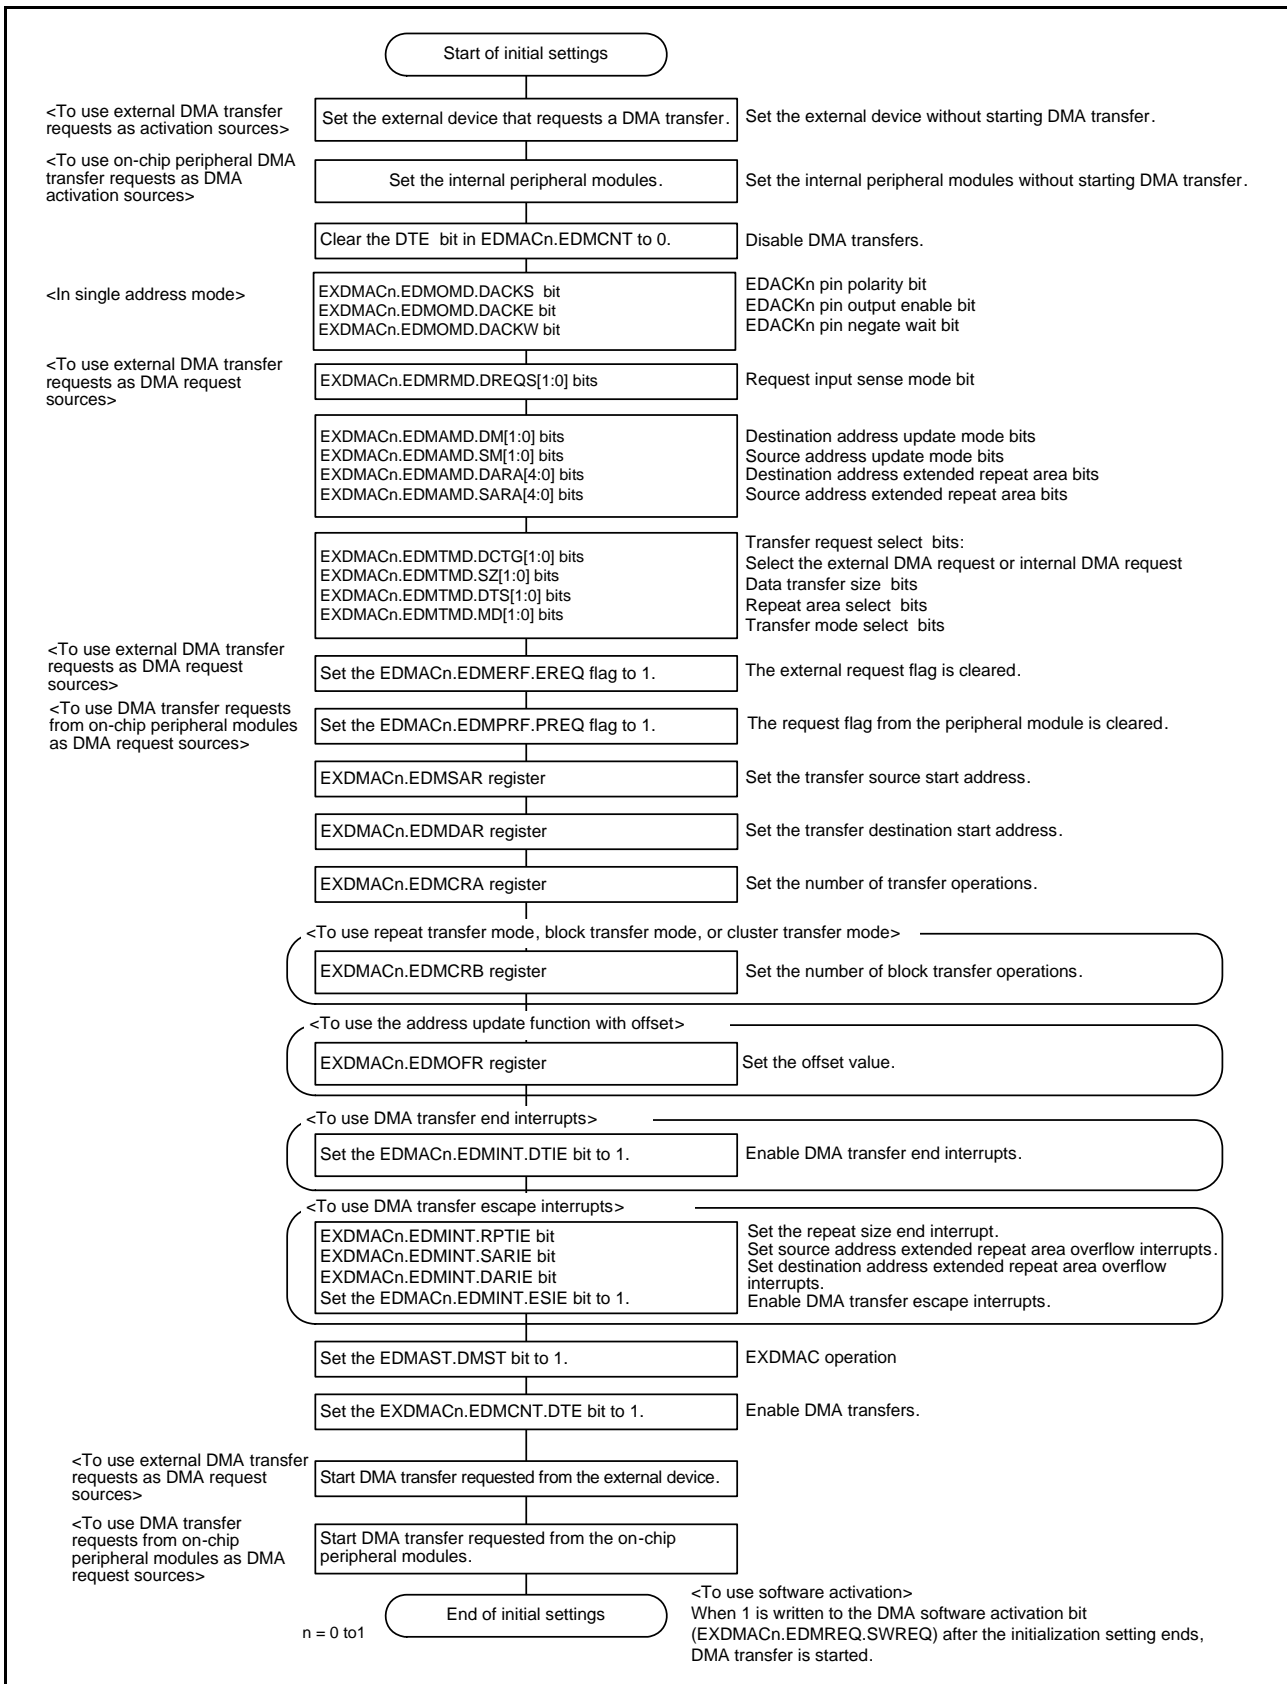 Start of initial settings
<To use external DMA transfer
requests as activation sources>
Set the external device that requests a DMA transfer.
Set the external device without starting DMA transfer.
<To use on-chip peripheral DMA
transfer requests as DMA
activation sources>
Set the internal peripheral modules.
Set the internal peripheral modules without starting DMA transfer.
Clear the DTE bit in EDMACn.EDMCNT to 0.
Disable DMA transfers.
<In single address mode>
EXDMACn.EDMOMD.DACKS bit
EXDMACn.EDMOMD.DACKE bit
EXDMACn.EDMOMD.DACKW bit
EDACKn pin polarity bit
EDACKn pin output enable bit
EDACKn pin negate wait bit
<To use external DMA transfer
requests as DMA request
sources>
EXDMACn.EDMRMD.DREQS[1:0] bits
Request input sense mode bit
EXDMACn.EDMAMD.DM[1:0] bits
EXDMACn.EDMAMD.SM[1:0] bits
EXDMACn.EDMAMD.DARA[4:0] bits
EXDMACn.EDMAMD.SARA[4:0] bits
Destination address update mode bits
Source address update mode bits
Destination address extended repeat area bits
Source address extended repeat area bits
EXDMACn.EDMTMD.DCTG[1:0] bits
EXDMACn.EDMTMD.SZ[1:0] bits
EXDMACn.EDMTMD.DTS[1:0] bits
EXDMACn.EDMTMD.MD[1:0] bits
Transfer request select bits:
Select the external DMA request or internal DMA request
Data transfer size bits
Repeat area select bits
Transfer mode select bits
<To use external DMA transfer
requests as DMA request
sources>
Set the EDMACn.EDMERF.EREQ flag to 1.
The external request flag is cleared.
<To use DMA transfer requests
from on-chip peripheral modules
as DMA request sources>
Set the EDMACn.EDMPRF.PREQ flag to 1.
The request flag from the peripheral module is cleared.
EXDMACn.EDMSAR register
Set the transfer source start address.
EXDMACn.EDMDAR register
Set the transfer destination start address.
EXDMACn.EDMCRA register
Set the number of transfer operations.
<To use repeat transfer mode, block transfer mode, or cluster transfer mode>
EXDMACn.EDMCRB register
Set the number of block transfer operations.
<To use the address update function with offset>
EXDMACn.EDMOFR register
Set the offset value.
<To use DMA transfer end interrupts>
Set the EDMACn.EDMINT.DTIE bit to 1.
Enable DMA transfer end interrupts.
<To use DMA transfer escape interrupts>
EXDMACn.EDMINT.RPTIE bit
EXDMACn.EDMINT.SARIE bit
EXDMACn.EDMINT.DARIE bit
Set the EDMACn.EDMINT.ESIE bit to 1.
Set the repeat size end interrupt.
Set source address extended repeat area overflow interrupts.
Set destination address extended repeat area overflow
interrupts.
Enable DMA transfer escape interrupts.
Set the EDMAST.DMST bit to 1.
EXDMAC operation
Set the EXDMACn.EDMCNT.DTE bit to 1.
Enable DMA transfers.
<To use external DMA transfer
requests as DMA request
sources>
Start DMA transfer requested from the external device.
<To use DMA transfer
requests from on-chip
peripheral modules as DMA
request sources>
Start DMA transfer requested from the on-chip
peripheral modules.
End of initial settings
n = 0 to1
<To use software activation>
When 1 is written to the DMA software activation bit
(EXDMACn.EDMREQ.SWREQ) after the initialization setting ends,
DMA transfer is started.